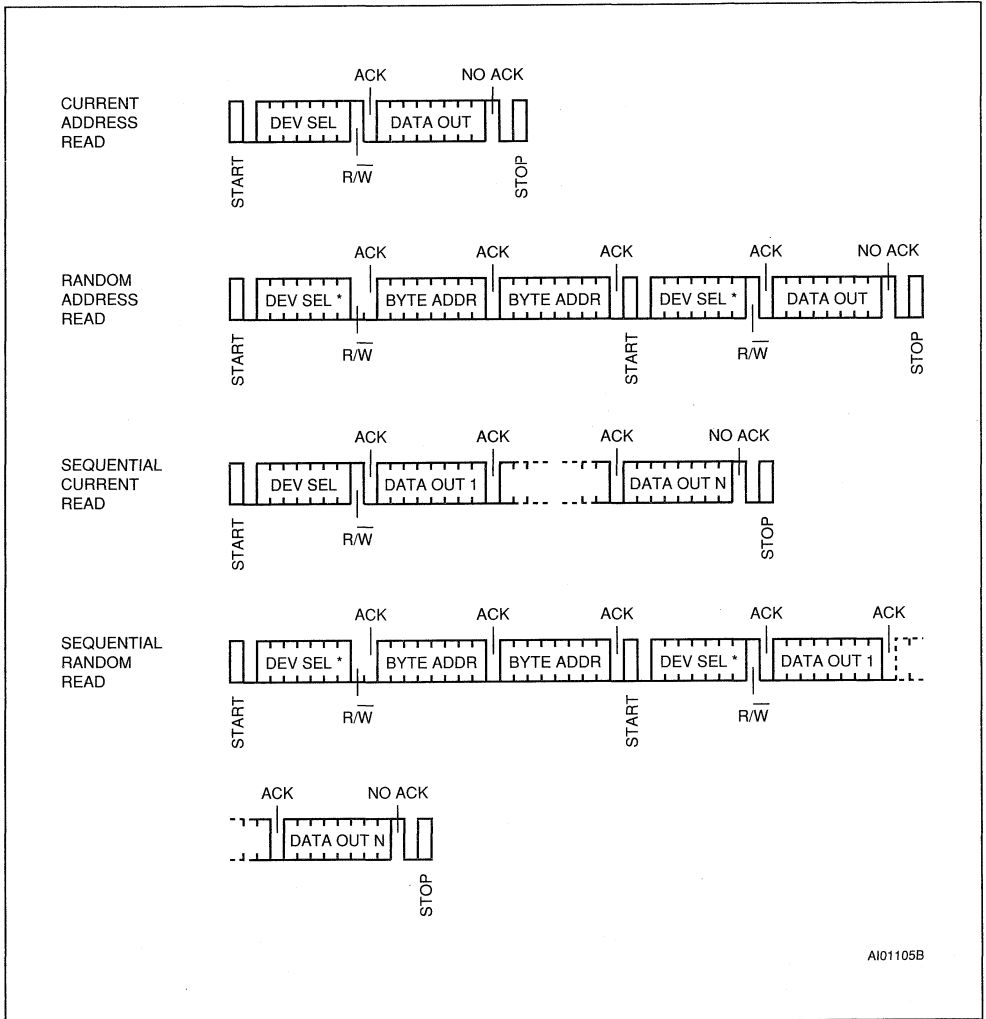 ACK NO ACK
CURRENT
ADDRESS
READ
DEV SEL DATA OUT
START R/W̅ STOP
ACK ACK ACK ACK NO ACK
RANDOM
ADDRESS
READ
DEV SEL * BYTE ADDR BYTE ADDR DEV SEL * DATA OUT
START R/W̅ START R/W̅ STOP
ACK ACK ACK NO ACK
SEQUENTIAL
CURRENT
READ
DEV SEL DATA OUT 1 DATA OUT N
START R/W̅ STOP
ACK ACK ACK ACK ACK
SEQUENTIAL
RANDOM
READ
DEV SEL * BYTE ADDR BYTE ADDR DEV SEL * DATA OUT 1
START R/W̅ START R/W̅
ACK NO ACK
DATA OUT N
STOP
AI01105B